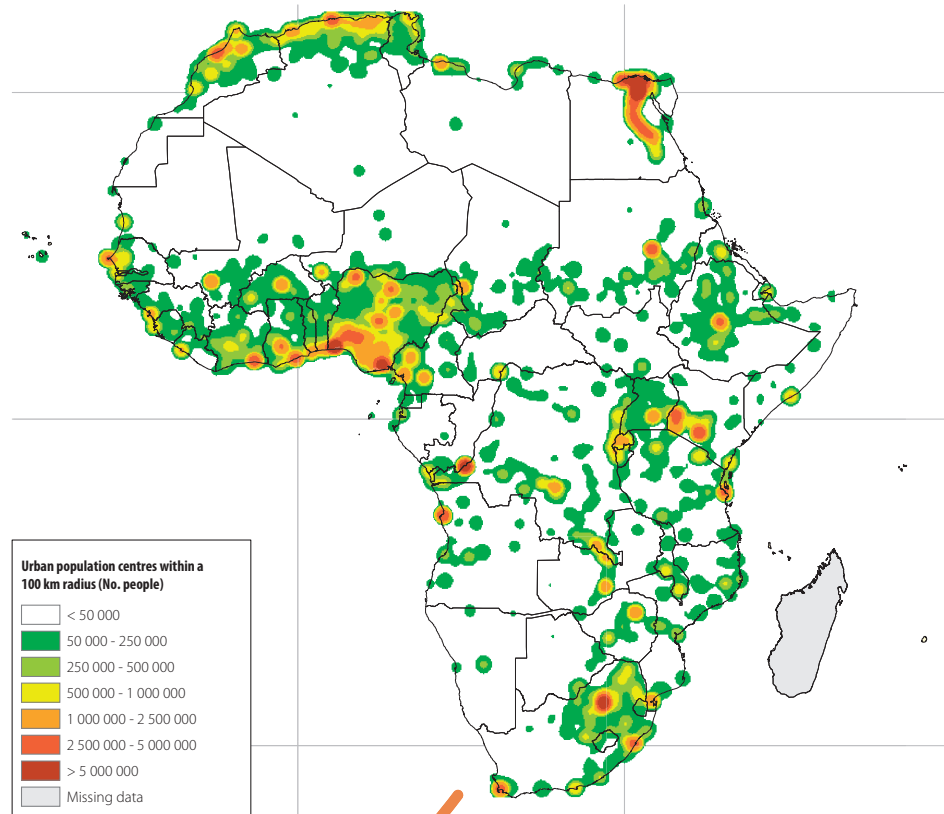 Urban population centres within a
100 km radius (No. people)
< 50 000
50 000 - 250 000
250 000 - 500 000
500 000 - 1 000 000
1 000 000 - 2 500 000
2 500 000 - 5 000 000
> 5 000 000
Missing data